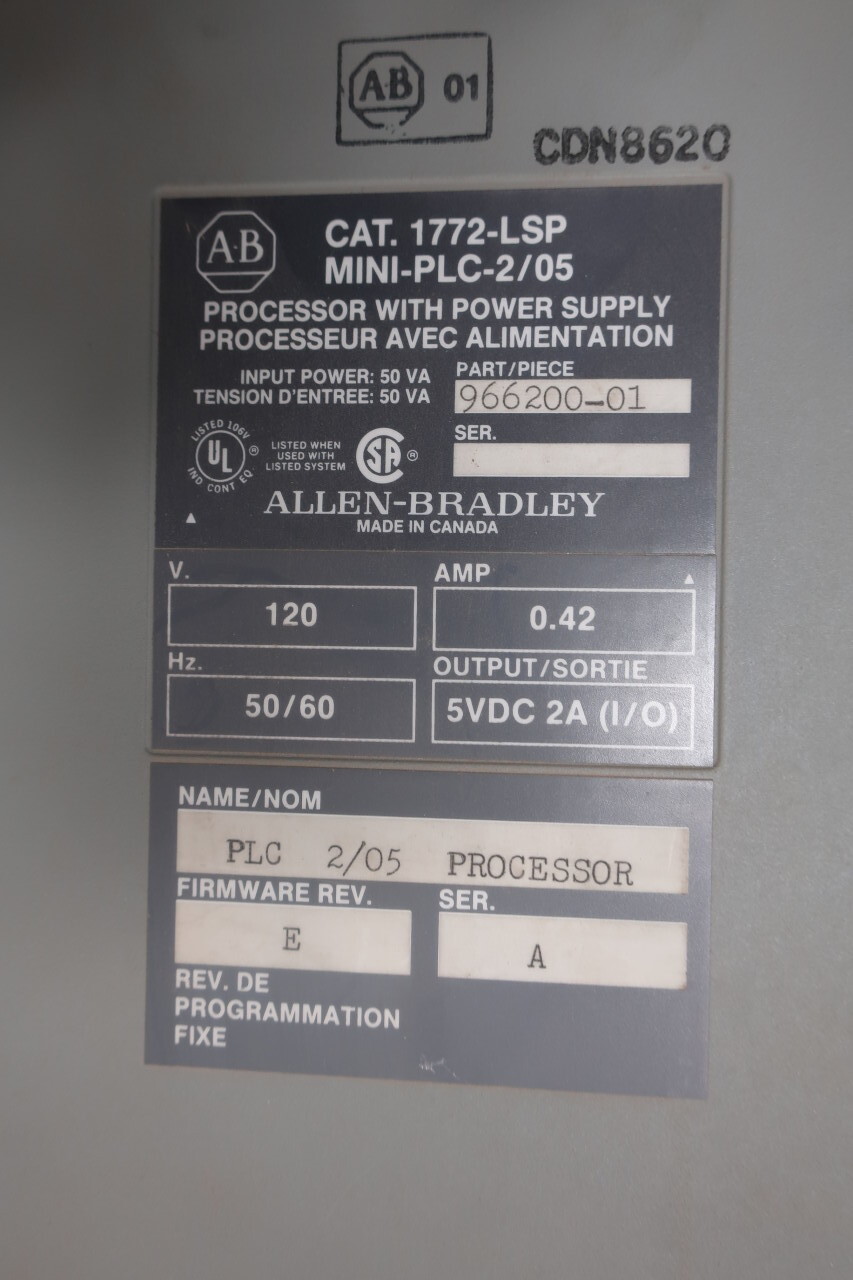 AB 01
CDN8620
A-B
CAT. 1772-LSP
MINI-PLC-2/05
PROCESSOR WITH POWER SUPPLY
PROCESSEUR AVEC ALIMENTATION
INPUT POWER: 50 VA
TENSION D'ENTREE: 50 VA
PART/PIECE
966200-01
SER.
LISTED 106V
UL ®
IND CONT EQ
LISTED WHEN
USED WITH
LISTED SYSTEM
SA ®
ALLEN-BRADLEY
MADE IN CANADA
V.
120
AMP
0.42
Hz.
50/60
OUTPUT/SORTIE
5VDC 2A (I/O)
NAME/NOM
PLC 2/05 PROCESSOR
FIRMWARE REV.
E
SER.
A
REV. DE
PROGRAMMATION
FIXE